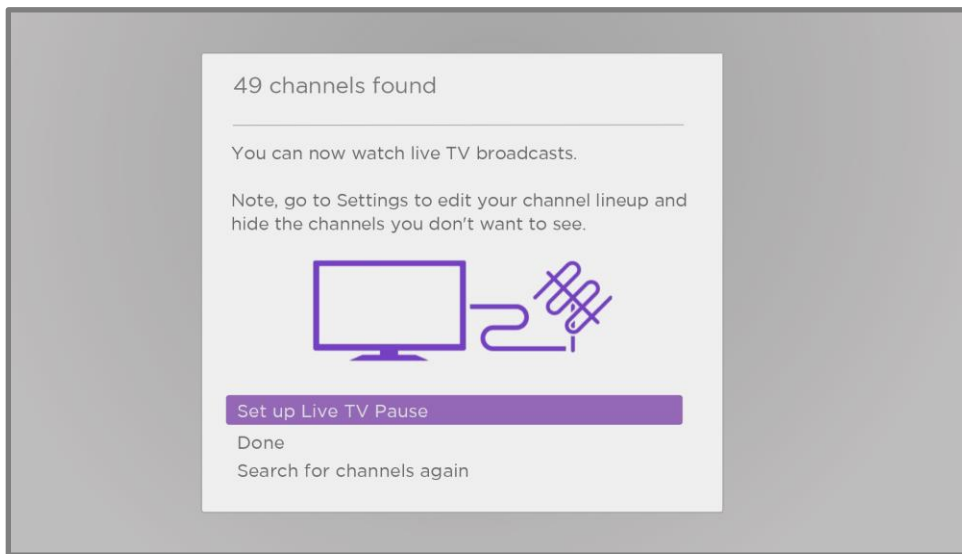 49 channels found
You can now watch live TV broadcasts.
Note, go to Settings to edit your channel lineup and
hide the channels you don't want to see.
Set up Live TV Pause
Done
Search for channels again